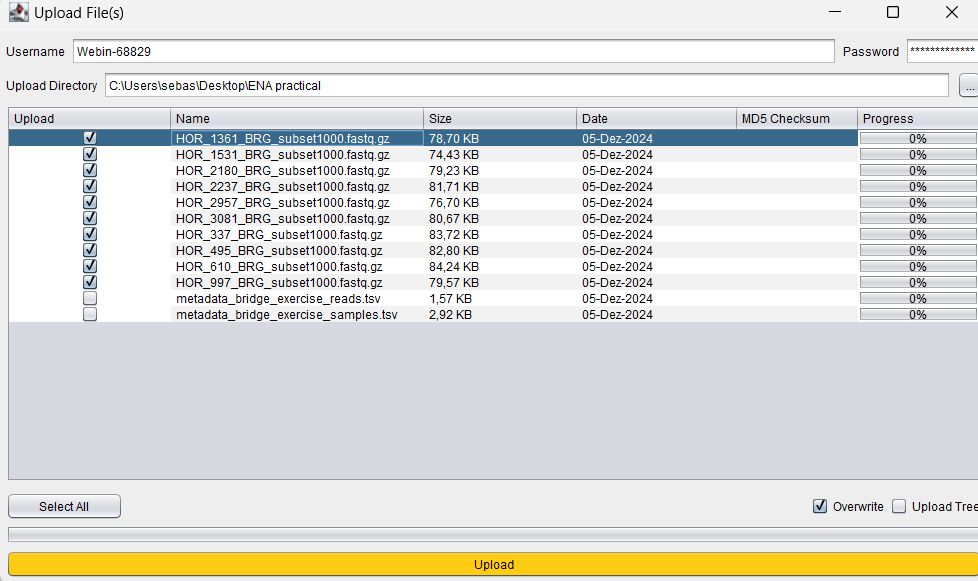 Upload File(s)
Username Webin-68829 Password *************
Upload Directory C:\Users\sebas\Desktop\ENA practical ...
Upload Name Size Date MD5 Checksum Progress
HOR_1361_BRG_subset1000.fastq.gz 78,70 KB 05-Dez-2024 0%
HOR_1531_BRG_subset1000.fastq.gz 74,43 KB 05-Dez-2024 0%
HOR_2180_BRG_subset1000.fastq.gz 79,23 KB 05-Dez-2024 0%
HOR_2237_BRG_subset1000.fastq.gz 81,71 KB 05-Dez-2024 0%
HOR_2957_BRG_subset1000.fastq.gz 76,70 KB 05-Dez-2024 0%
HOR_3081_BRG_subset1000.fastq.gz 80,67 KB 05-Dez-2024 0%
HOR_337_BRG_subset1000.fastq.gz 83,72 KB 05-Dez-2024 0%
HOR_495_BRG_subset1000.fastq.gz 82,80 KB 05-Dez-2024 0%
HOR_610_BRG_subset1000.fastq.gz 84,24 KB 05-Dez-2024 0%
HOR_997_BRG_subset1000.fastq.gz 79,57 KB 05-Dez-2024 0%
metadata_bridge_exercise_reads.tsv 1,57 KB 05-Dez-2024 0%
metadata_bridge_exercise_samples.tsv 2,92 KB 05-Dez-2024 0%
Select All Overwrite Upload Tree
Upload